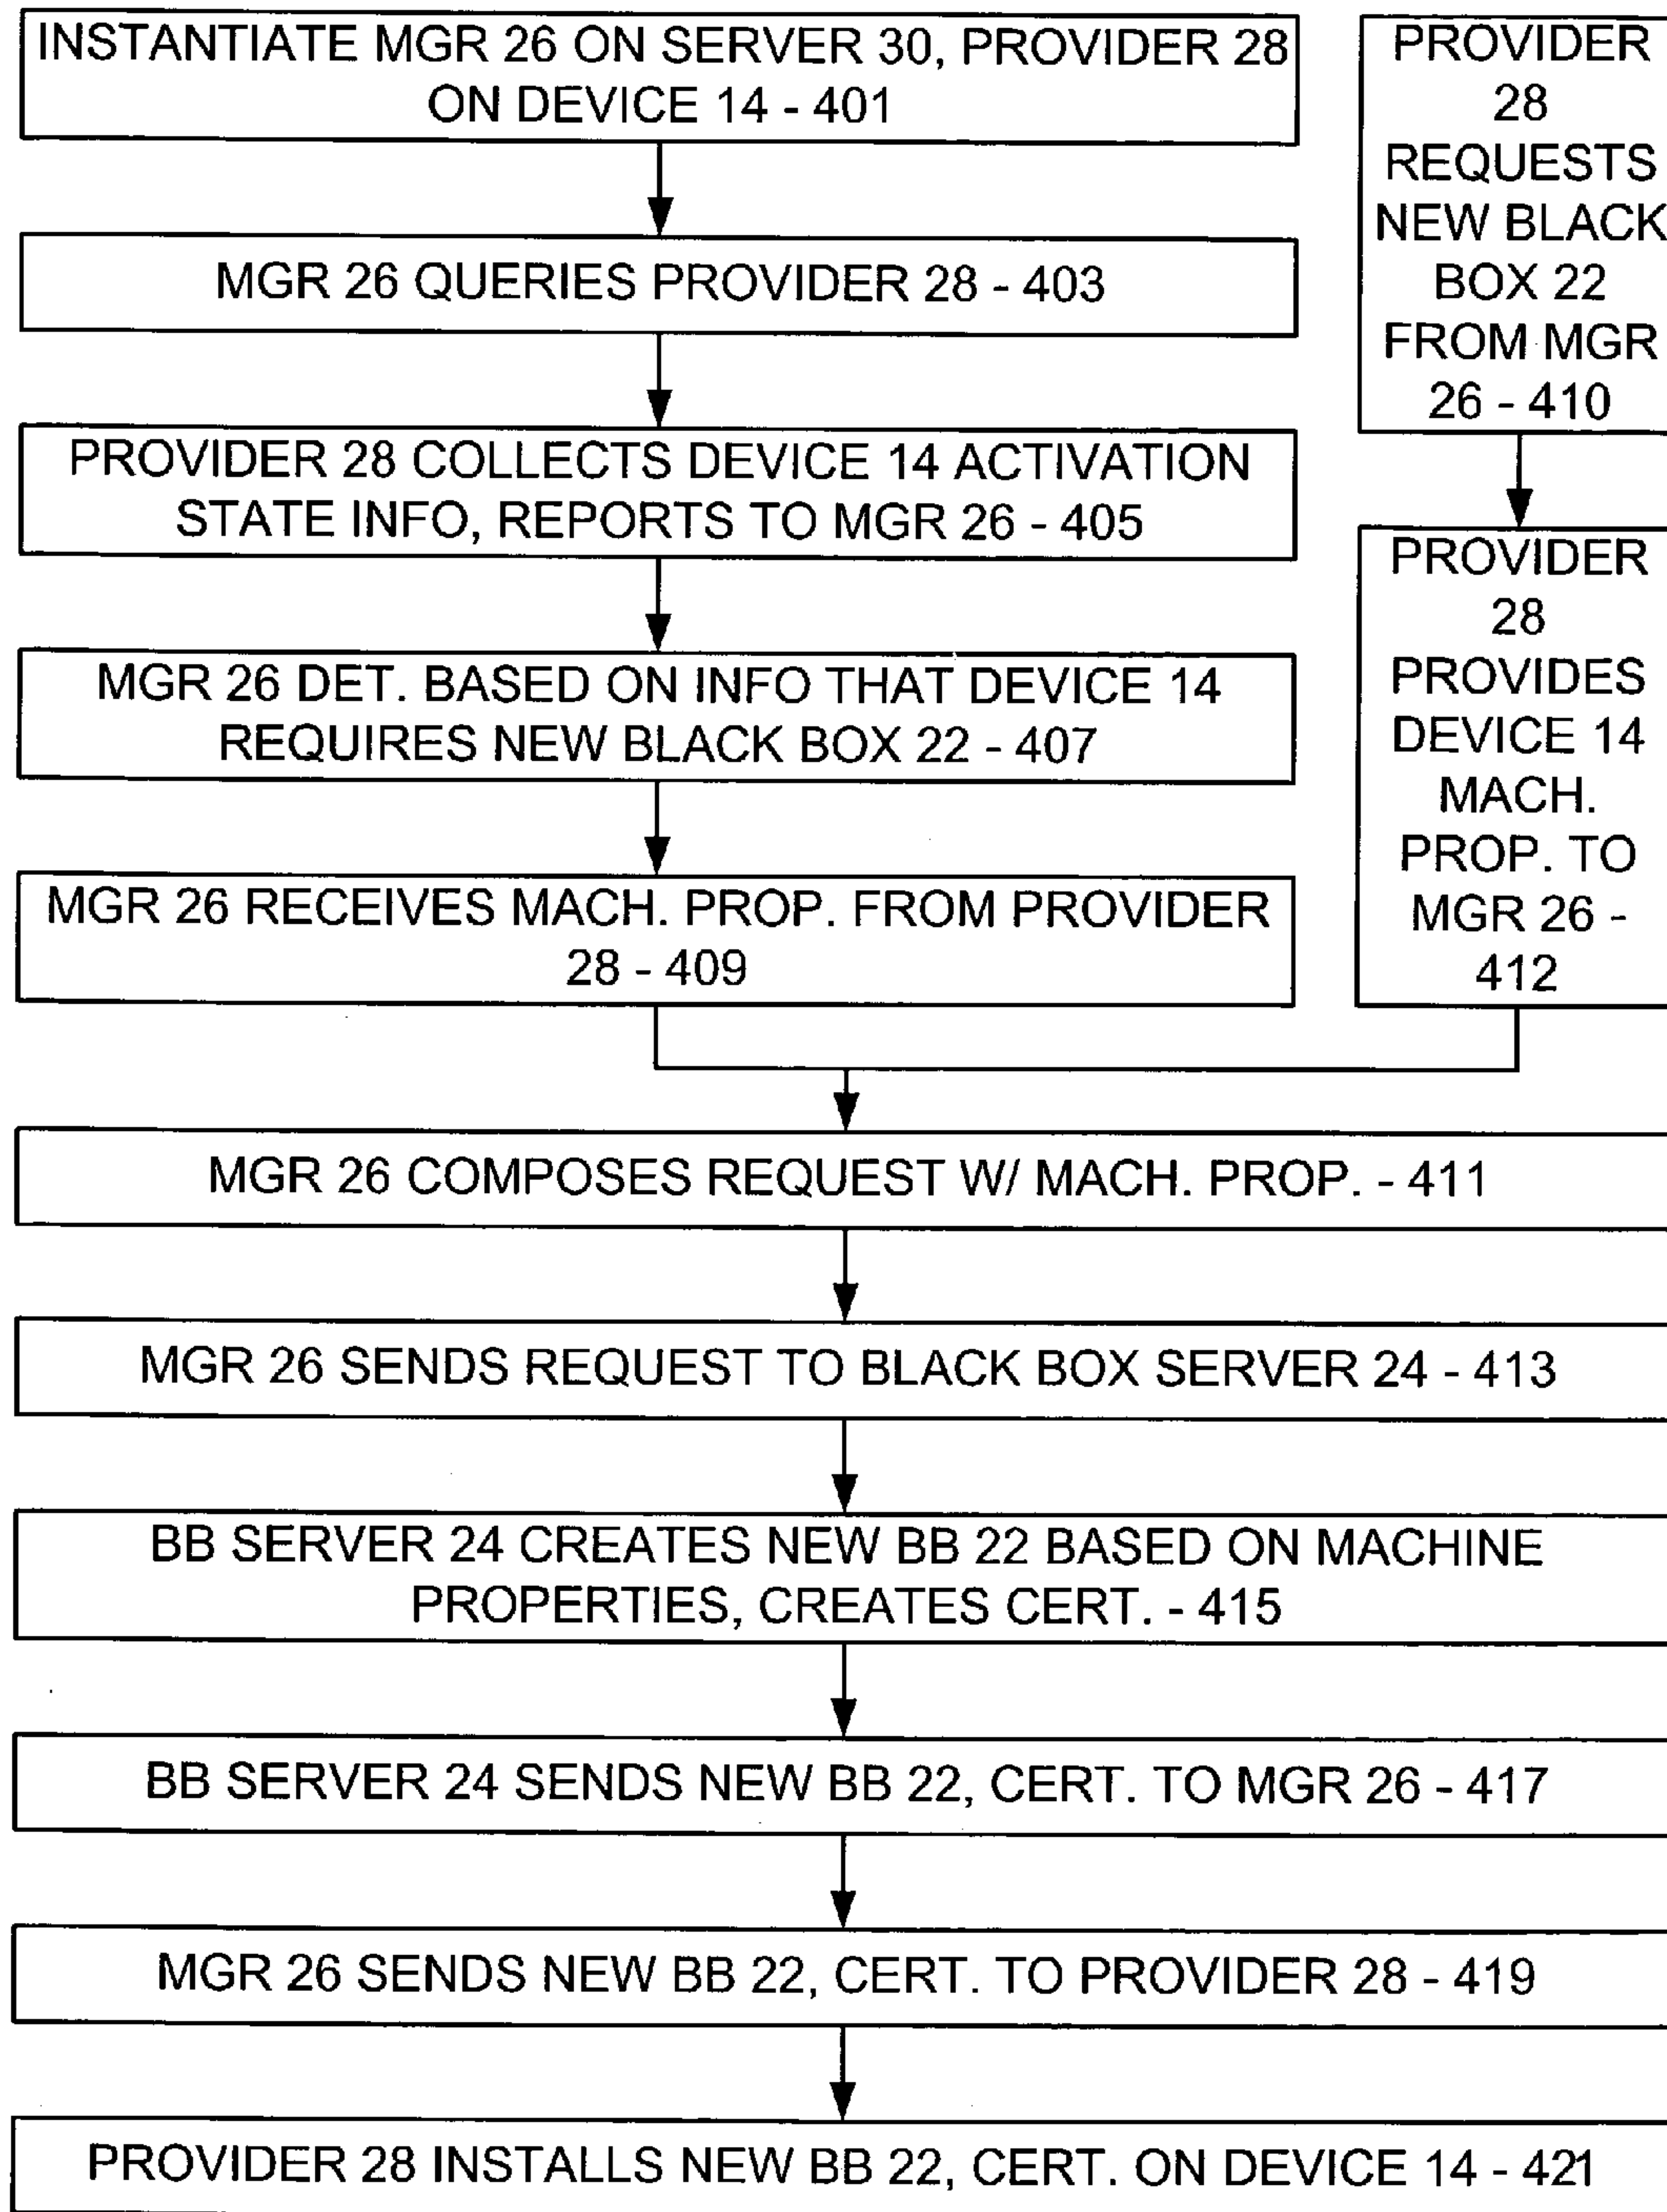 INSTANTIATE MGR 26 ON SERVER 30, PROVIDER 28
ON DEVICE 14 - 401
MGR 26 QUERIES PROVIDER 28 - 403
PROVIDER 28 COLLECTS DEVICE 14 ACTIVATION
STATE INFO, REPORTS TO MGR 26 - 405
MGR 26 DET. BASED ON INFO THAT DEVICE 14
REQUIRES NEW BLACK BOX 22 - 407
MGR 26 RECEIVES MACH. PROP. FROM PROVIDER
28 - 409
PROVIDER
28
REQUESTS
NEW BLACK
BOX 22
FROM MGR
26 - 410
PROVIDER
28
PROVIDES
DEVICE 14
MACH.
PROP. TO
MGR 26 -
412
MGR 26 COMPOSES REQUEST W/ MACH. PROP. - 411
MGR 26 SENDS REQUEST TO BLACK BOX SERVER 24 - 413
BB SERVER 24 CREATES NEW BB 22 BASED ON MACHINE
PROPERTIES, CREATES CERT. - 415
BB SERVER 24 SENDS NEW BB 22, CERT. TO MGR 26 - 417
MGR 26 SENDS NEW BB 22, CERT. TO PROVIDER 28 - 419
PROVIDER 28 INSTALLS NEW BB 22, CERT. ON DEVICE 14 - 421